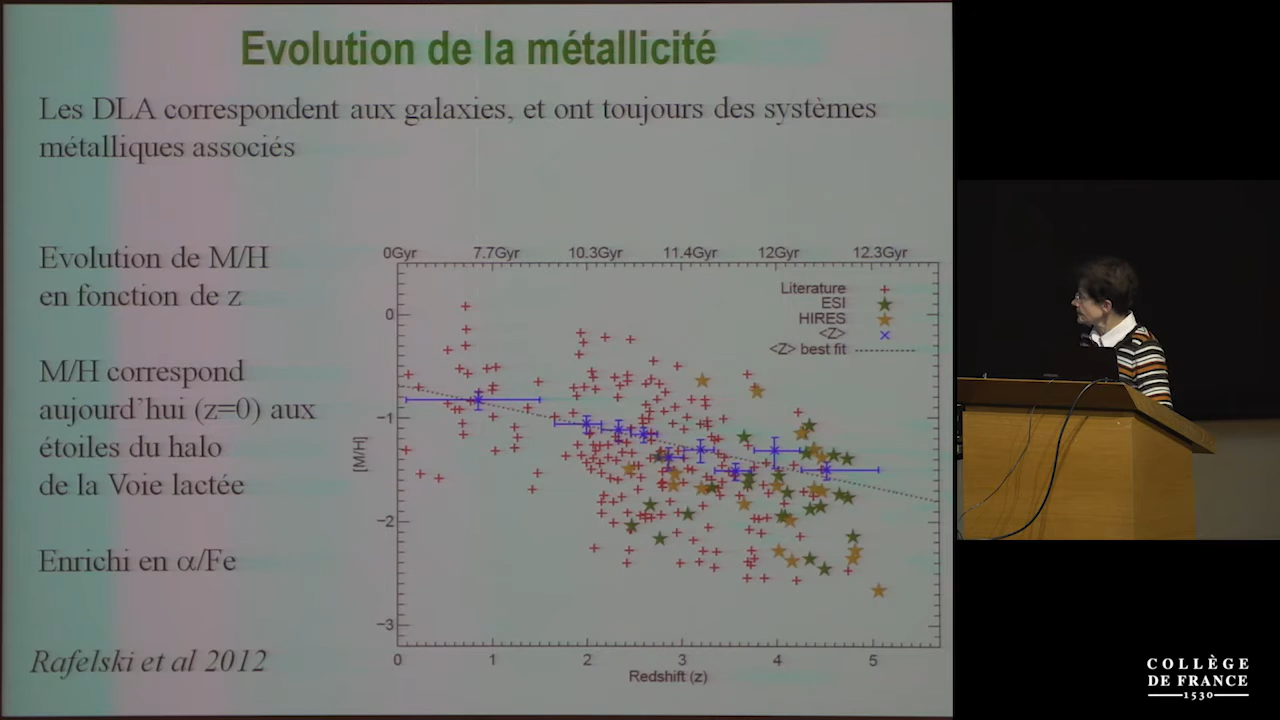 Evolution de la métallicité
Les DLA correspondent aux galaxies, et ont toujours des systèmes
métalliques associés
Evolution de M/H
en fonction de z
M/H correspond
aujourd'hui (z=0) aux
étoiles du halo
de la Voie lactée
Enrichi en α/Fe
Rafelski et al 2012
0Gyr 7.7Gyr 10.3Gyr 11.4Gyr 12Gyr 12.3Gyr
Literature
ESI
HIRES
<Z>
<Z> best fit
0
−1
−2
−3
[M/H]
0 1 2 3 4 5
Redshift (z)
COLLÈGE
DE FRANCE
1530